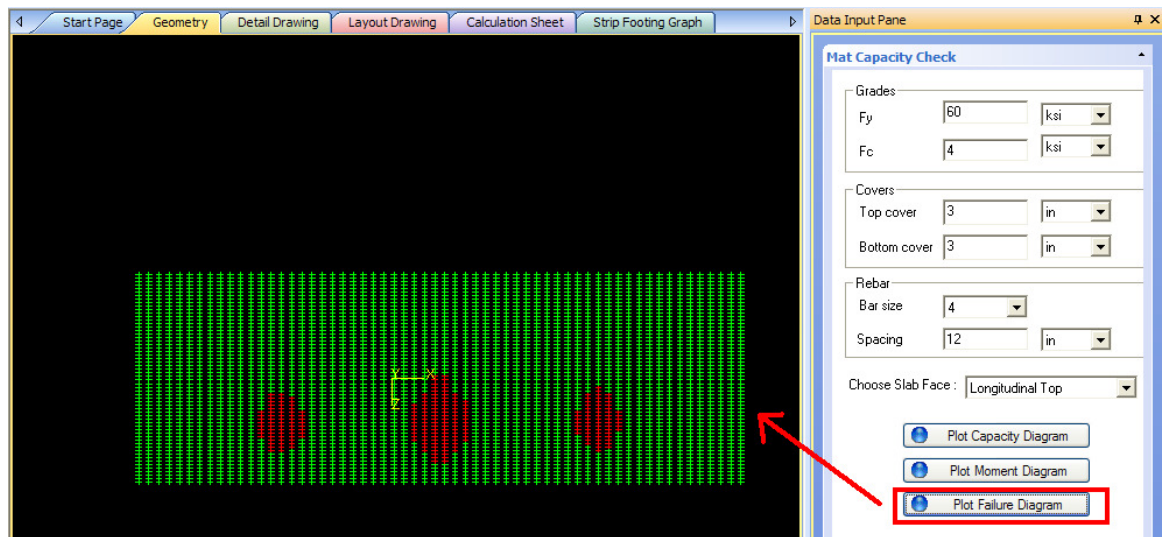 Start Page Geometry Detail Drawing Layout Drawing Calculation Sheet Strip Footing Graph
Data Input Pane
Mat Capacity Check
Grades
Fy 60 ksi
Fc 4 ksi
Covers
Top cover 3 in
Bottom cover 3 in
Rebar
Bar size 4
Spacing 12 in
Choose Slab Face : Longitudinal Top
Plot Capacity Diagram
Plot Moment Diagram
Plot Failure Diagram
Y X
Z